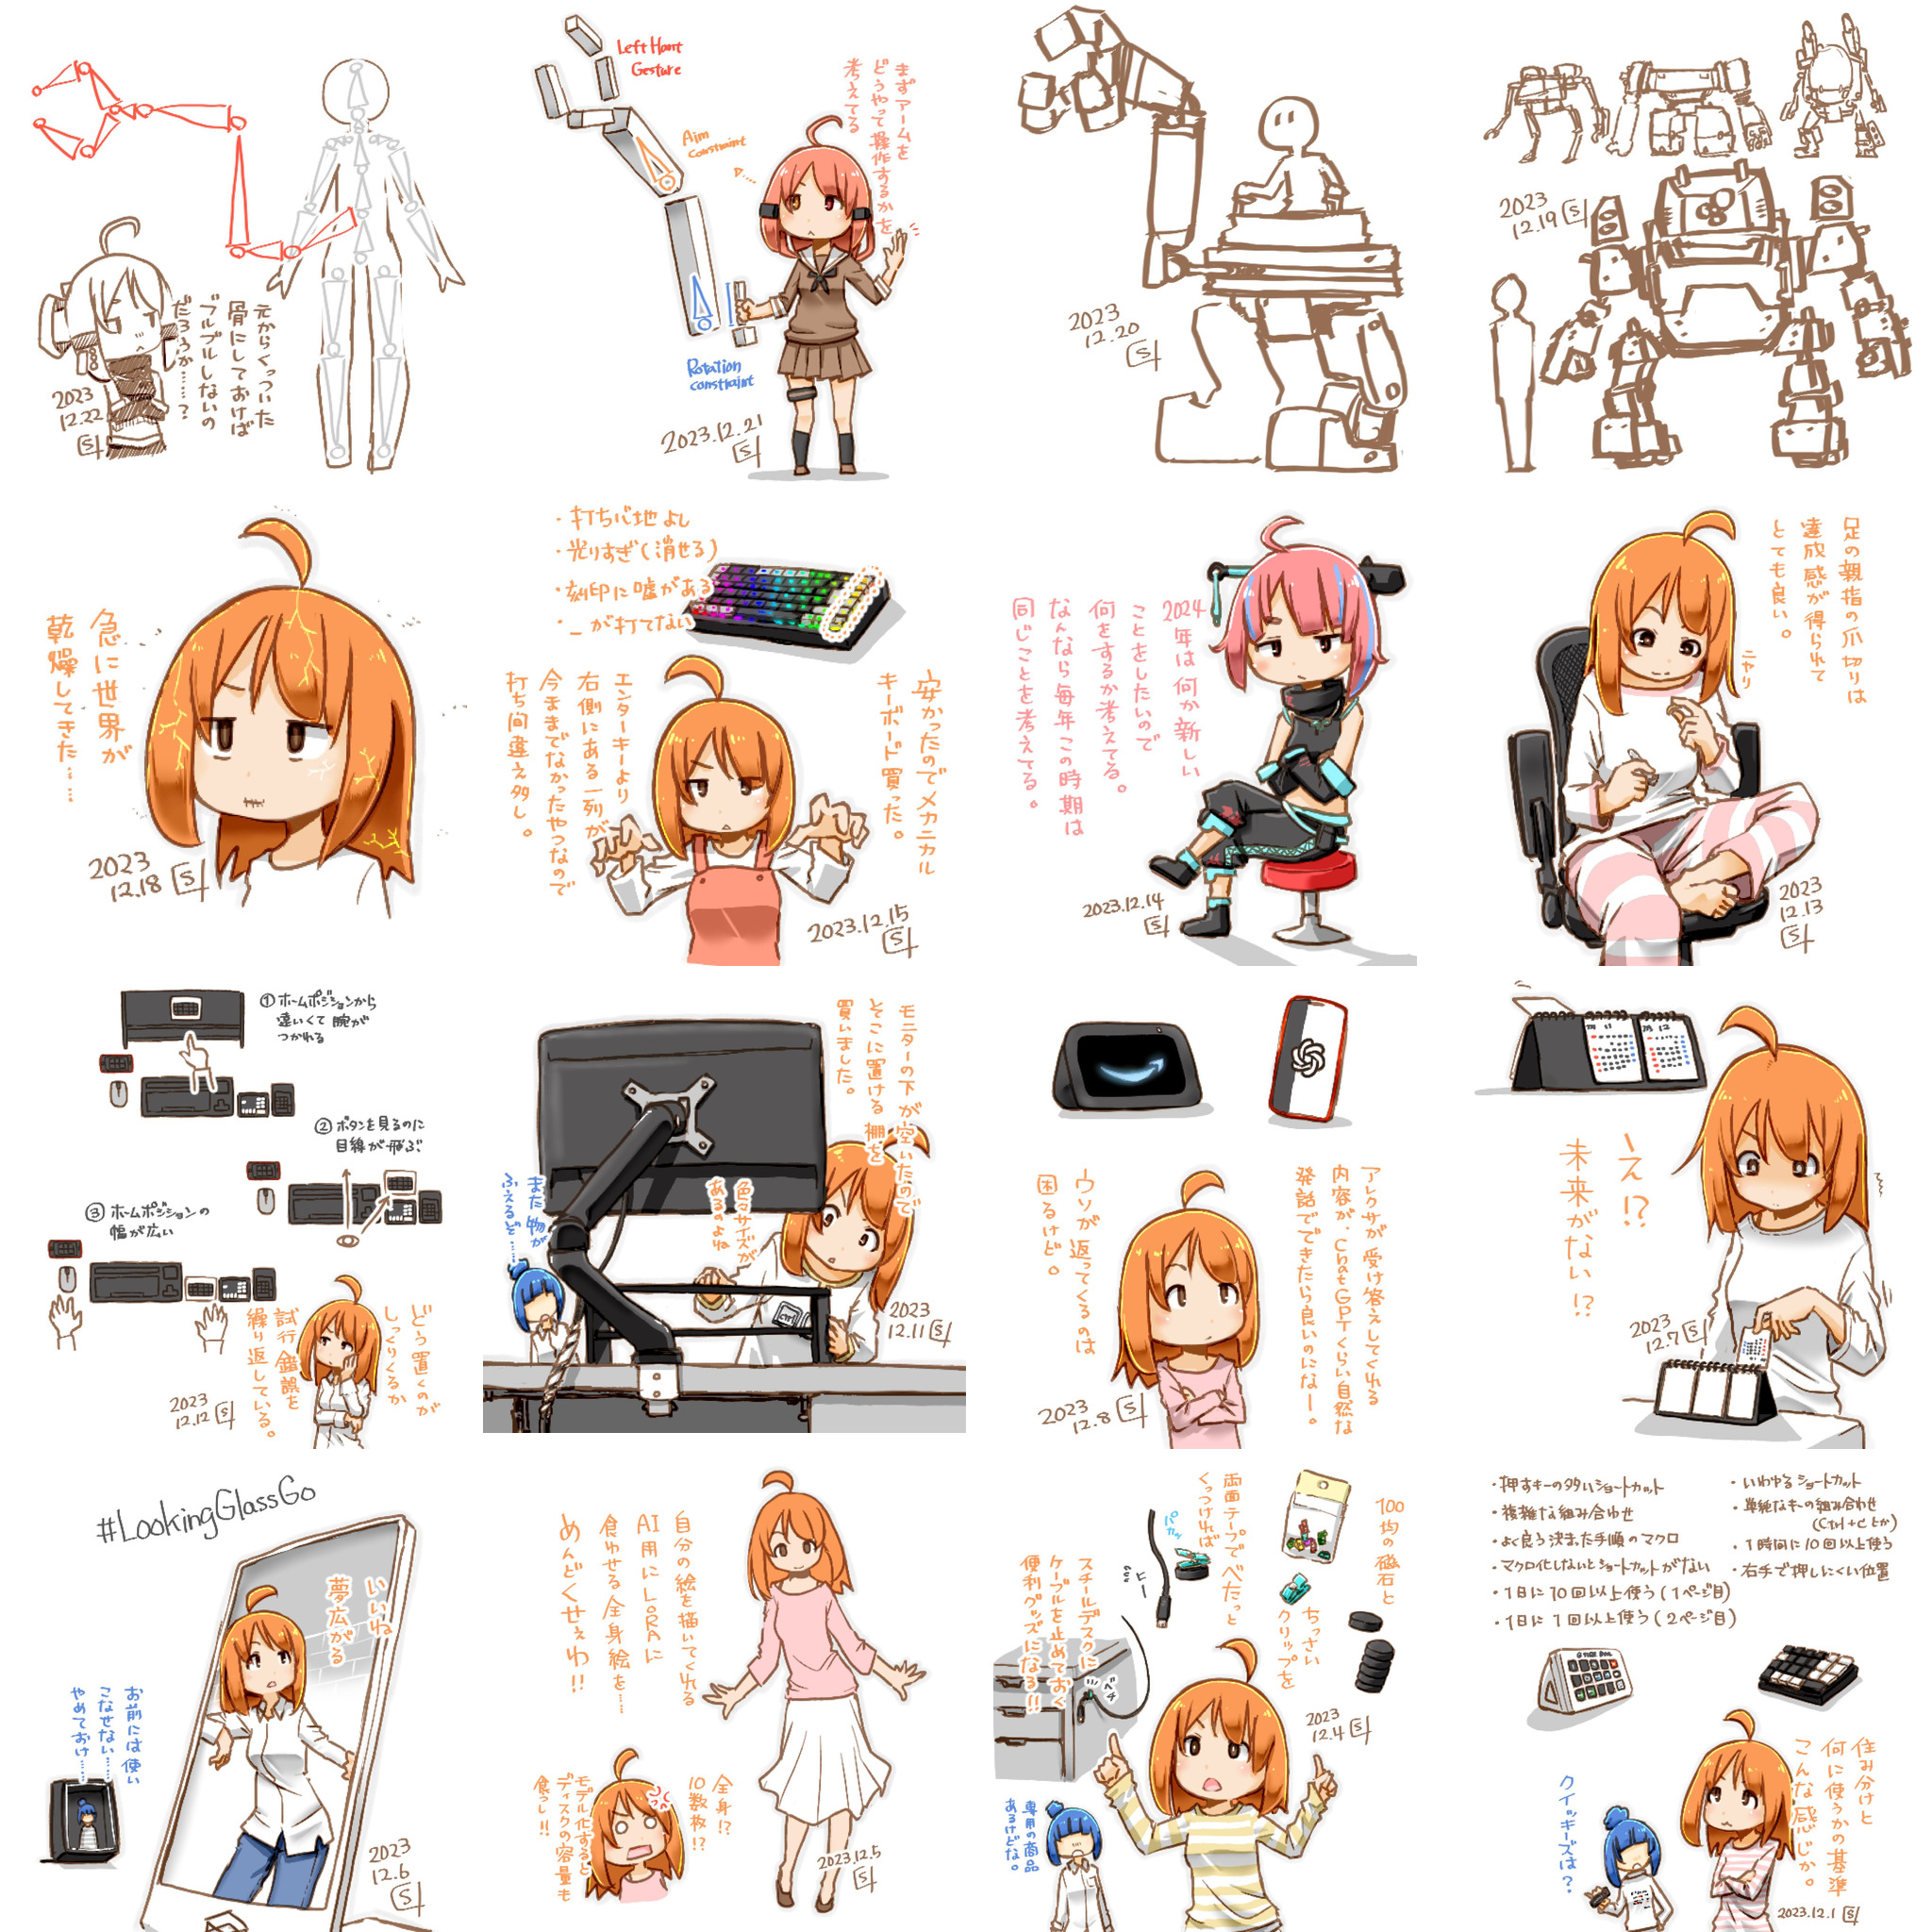 元からくっついた
骨にしておけば
ブルブルしないの
だろうか……?
2023
12.22
Left Hant
Gesture
Aim
constraint
まずアームを
どうやって操作するかを
考えてる
Rotation
constraint
2023.12.21
2023
12.20
2023
12.19
急に世界が
乾燥してきた……
2023
12.18
・打ち心地よし
・光りすぎ(消せる)
・刻印に嘘がある
・_が打てない
安かったのでメカニカル
キーボード買った。
エンターキーより
右側にある一列が
今までなかったやつなので
打ち間違え多し。
2023.12.15
2024年は何か新しい
ことをしたいので
何をするか考えてる。
なんなら毎年この時期は
同じことを考えてる。
2023.12.14
足の親指の爪切りは
達成感が得られて
とても良い。
ニヤリ
2023
12.13
①ホームポジションから
遠いくて腕が
つかれる
②ボタンを見るのに
目線が飛ぶ
③ホームポジションの
幅が広い
どう置くのが
しっくりくるか
試行錯誤を
繰り返している。
2023
12.12
モニターの下が空いたので
そこに置ける棚を
買いました。
色々サイズが
あるのよね
また物が
ふえるぞ……
2023
12.11
アレクサが受け答えしてくれる
内容が、ChatGPTくらい自然な
発話でできたら良いのになー。
ウソが返ってくるのは
困るけど。
2023
12.8
え!?
未来がない!?
2023
12.7
#LookingGlassGo
いいね
夢広がる
お前には使い
こなせない……
やめておけ……
2023
12.6
自分の絵を描いてくれる
AI用にLoRAに
食わせる全身絵を……
めんどくせぇわ!!
全身!?
10数枚!?
モデル化すると
ディスクの容量も
食うし!!
2023.12.5
100均の磁石と
ちっさい
クリップを
両面テープでべたっと
くっつければ
パカッ
スチールデスクに
ケーブルを止めておく
便利グッズになる!!
ベチ
専用の商品
あるけどな。
2023
12.4
・押すキーの多いショートカット
・複雑な組み合わせ
・よく使う決まった手順のマクロ
・マクロ化しないとショートカットがない
・1日に10回以上使う(1ページ目)
・1日に1回以上使う(2ページ目)
・いわゆるショートカット
・単純なキーの組み合わせ
(Ctrl+Cとか)
・1時間に10回以上使う
・右手で押しにくい位置
住み分けと
何に使うかの基準
こんな感じか。
クイッキーズは?
2023.12.1